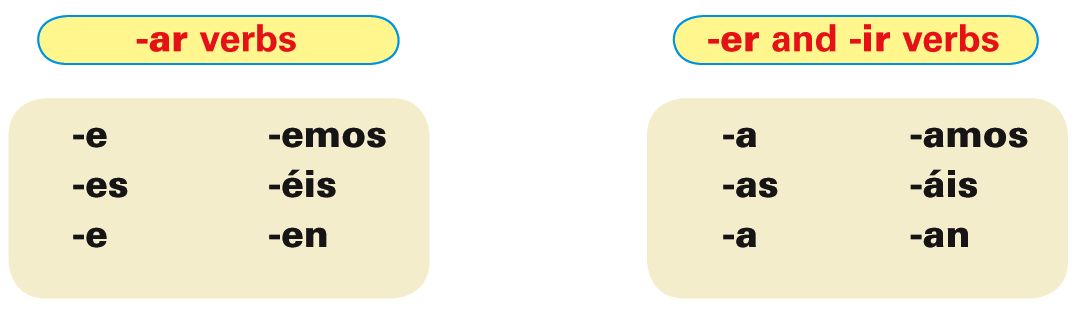 -ar verbs
-e -emos
-es -éis
-e -en
-er and -ir verbs
-a -amos
-as -áis
-a -an